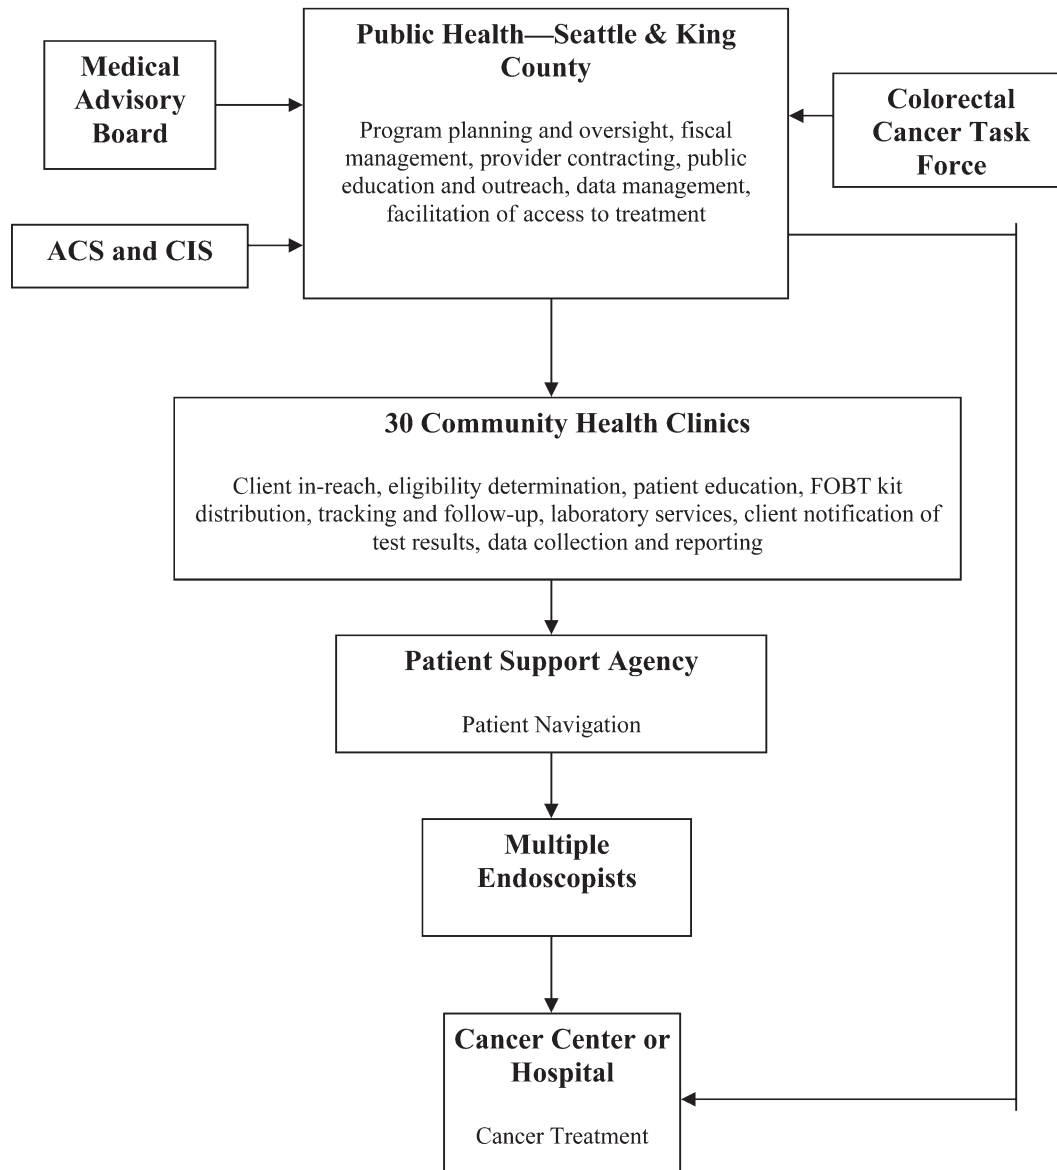 Public Health—Seattle & King
County
Program planning and oversight, fiscal
management, provider contracting, public
education and outreach, data management,
facilitation of access to treatment
Medical
Advisory
Board
Colorectal
Cancer Task
Force
ACS and CIS
30 Community Health Clinics
Client in-reach, eligibility determination, patient education, FOBT kit
distribution, tracking and follow-up, laboratory services, client notification of
test results, data collection and reporting
Patient Support Agency
Patient Navigation
Multiple
Endoscopists
Cancer Center or
Hospital
Cancer Treatment